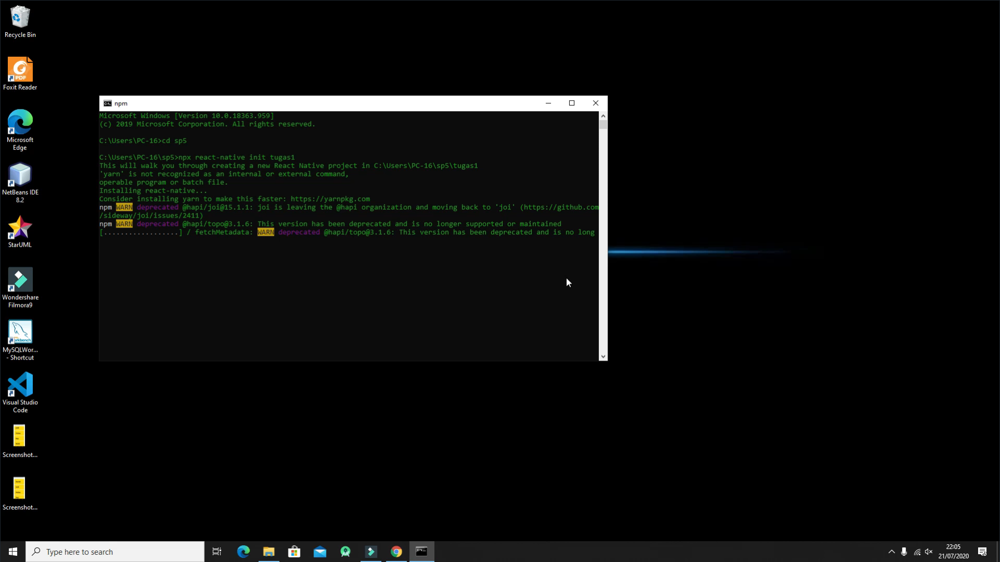 Recycle Bin
PDF
Foxit Reader
Microsoft
Edge
NetBeans IDE
8.2
StarUML
Wondershare
Filmora9
MySQLWor...
- Shortcut
Visual Studio
Code
Screenshot...
Screenshot...
npm
Microsoft Windows [Version 10.0.18363.959]
(c) 2019 Microsoft Corporation. All rights reserved.
C:\Users\PC-16>cd sp5
C:\Users\PC-16\sp5>npx react-native init tugas1
This will walk you through creating a new React Native project in C:\Users\PC-16\sp5\tugas1
'yarn' is not recognized as an internal or external command,
operable program or batch file.
Installing react-native...
Consider installing yarn to make this faster: https://yarnpkg.com
npm WARN deprecated @hapi/joi@15.1.1: joi is leaving the @hapi organization and moving back to 'joi' (https://github.com
/sideway/joi/issues/2411)
npm WARN deprecated @hapi/topo@3.1.6: This version has been deprecated and is no longer supported or maintained
[..................] / fetchMetadata: WARN deprecated @hapi/topo@3.1.6: This version has been deprecated and is no long
Type here to search
22:05
21/07/2020